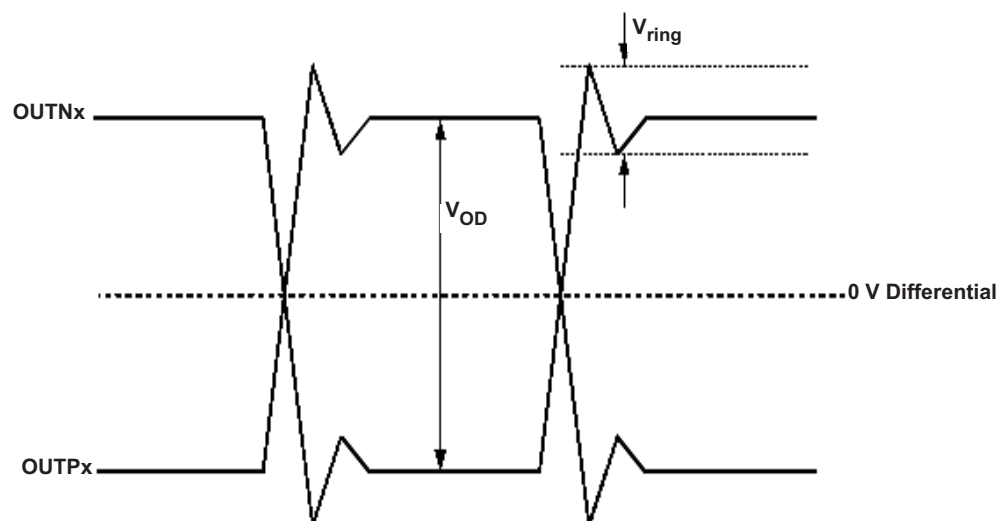 Vring
OUTNx
VOD
0 V Differential
OUTPx